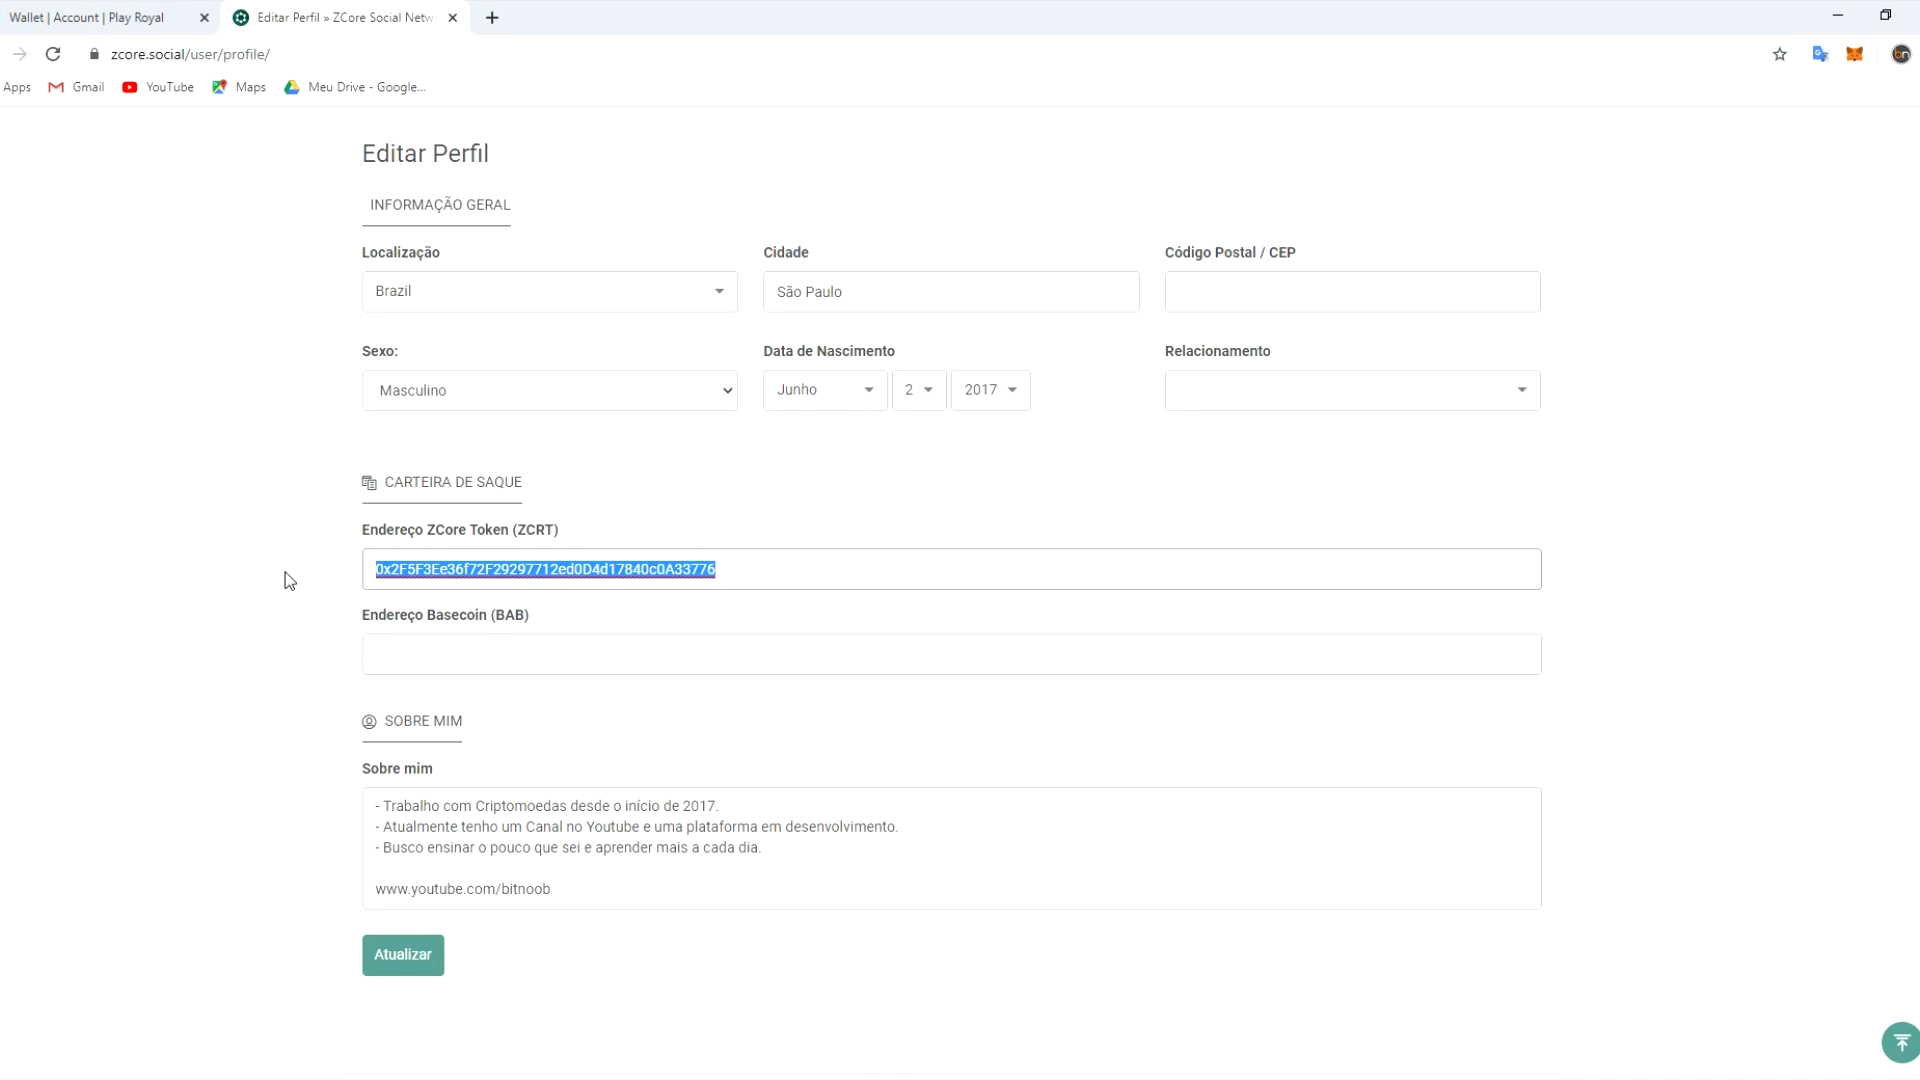 Wallet | Account | Play Royal
Editar Perfil » ZCore Social Netw
zcore.social/user/profile/
Apps
Gmail
YouTube
Maps
Meu Drive - Google...
Editar Perfil
INFORMAÇÃO GERAL
Localização
Cidade
Código Postal / CEP
Brazil
São Paulo
Sexo:
Data de Nascimento
Relacionamento
Masculino
Junho
2
2017
CARTEIRA DE SAQUE
Endereço ZCore Token (ZCRT)
0x2F5F3Ee36f72F29297712ed0D4d17840c0A33776
Endereço Basecoin (BAB)
SOBRE MIM
Sobre mim
- Trabalho com Criptomoedas desde o início de 2017.
- Atualmente tenho um Canal no Youtube e uma plataforma em desenvolvimento.
- Busco ensinar o pouco que sei e aprender mais a cada dia.
www.youtube.com/bitnoob
Atualizar